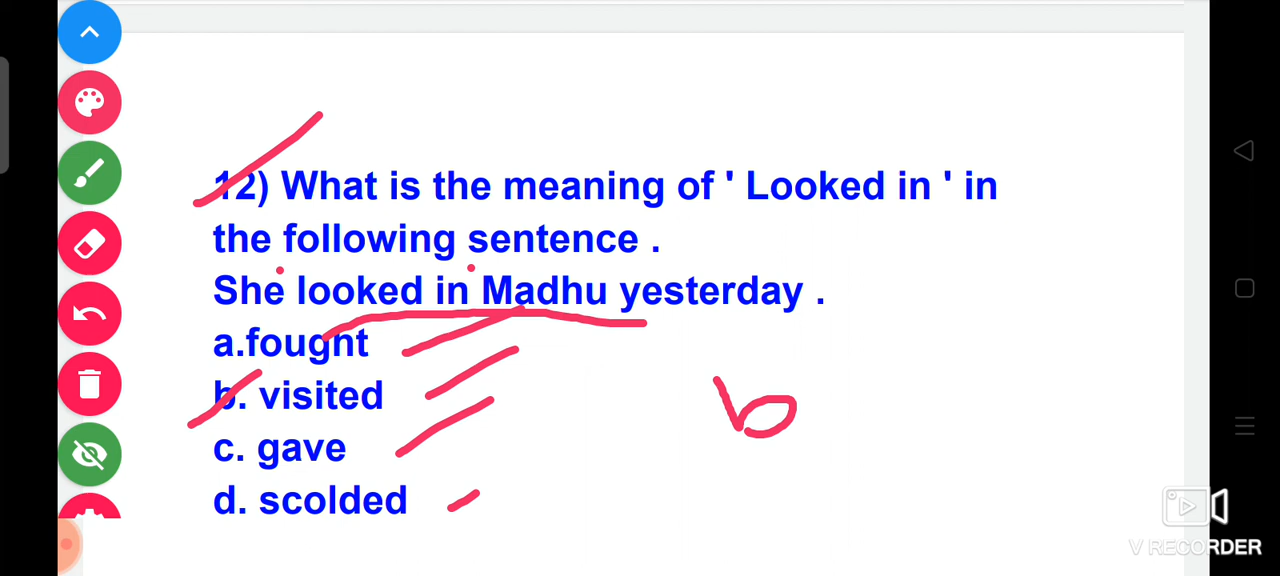 12) What is the meaning of ' Looked in ' in
the following sentence .
She looked in Madhu yesterday .
a.fought
b. visited
b
c. gave
d. scolded
V RECORDER